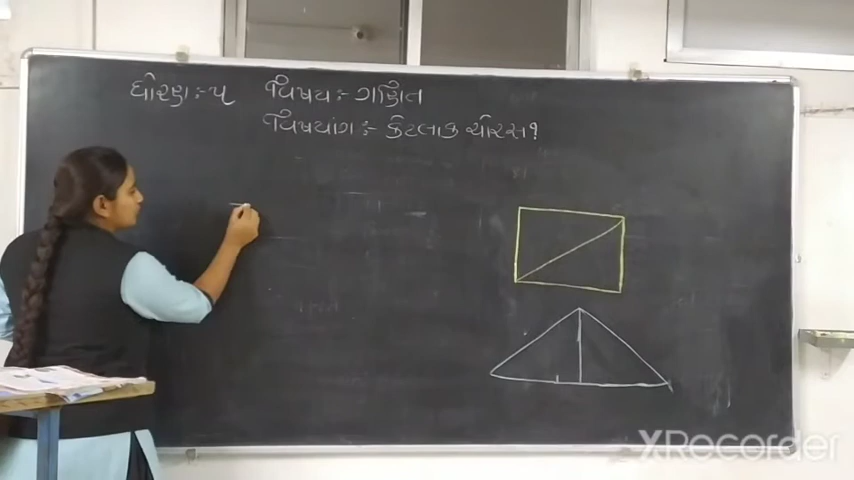 ધોરણ :- ૫ વિષય :- ગણિત
વિષયાંગ :- કેટલાક ચોરસ?
XRecorder